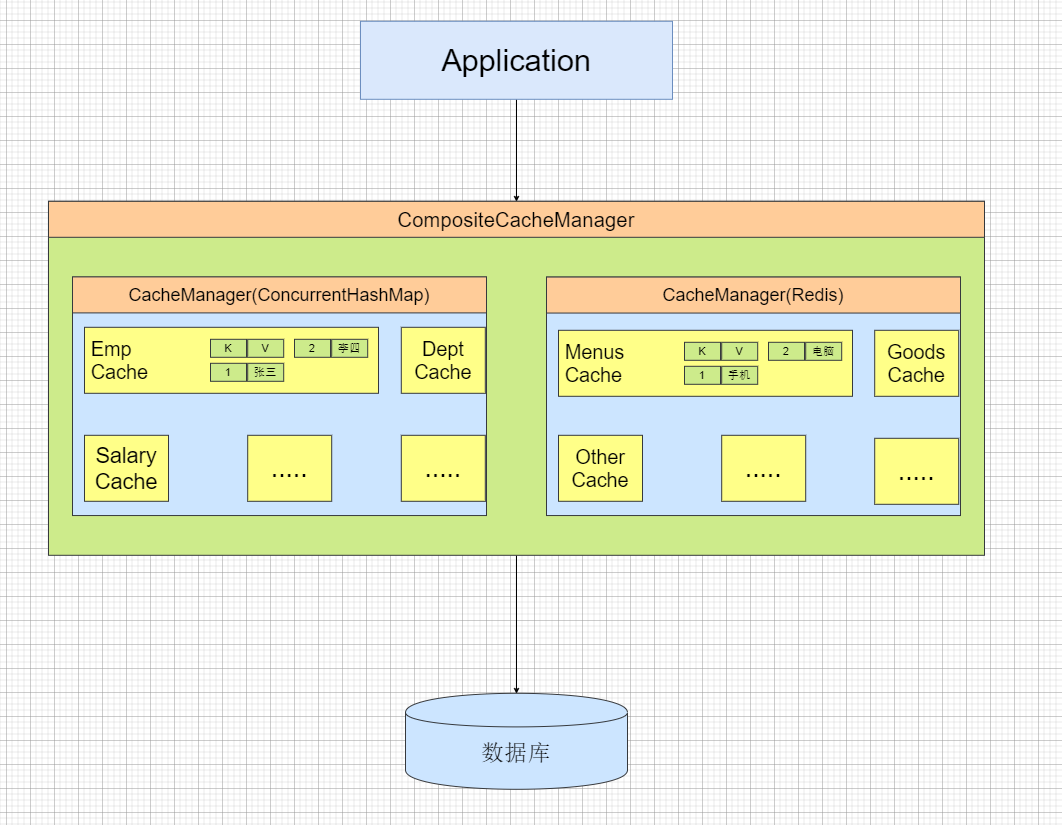 Application
CompositeCacheManager
CacheManager(ConcurrentHashMap)
Emp
Cache
K V 2 李四
1 张三
Dept
Cache
Salary
Cache
.....
.....
CacheManager(Redis)
Menus
Cache
K V 2 电脑
1 手机
Goods
Cache
Other
Cache
.....
.....
数据库